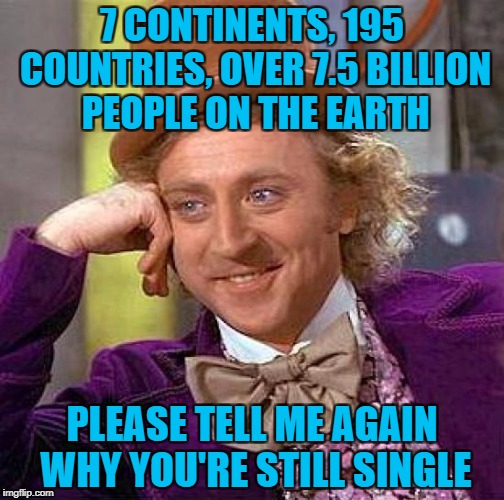 7 CONTINENTS, 195
COUNTRIES, OVER 7.5 BILLION
PEOPLE ON THE EARTH
PLEASE TELL ME AGAIN
WHY YOU'RE STILL SINGLE
imgflip.com